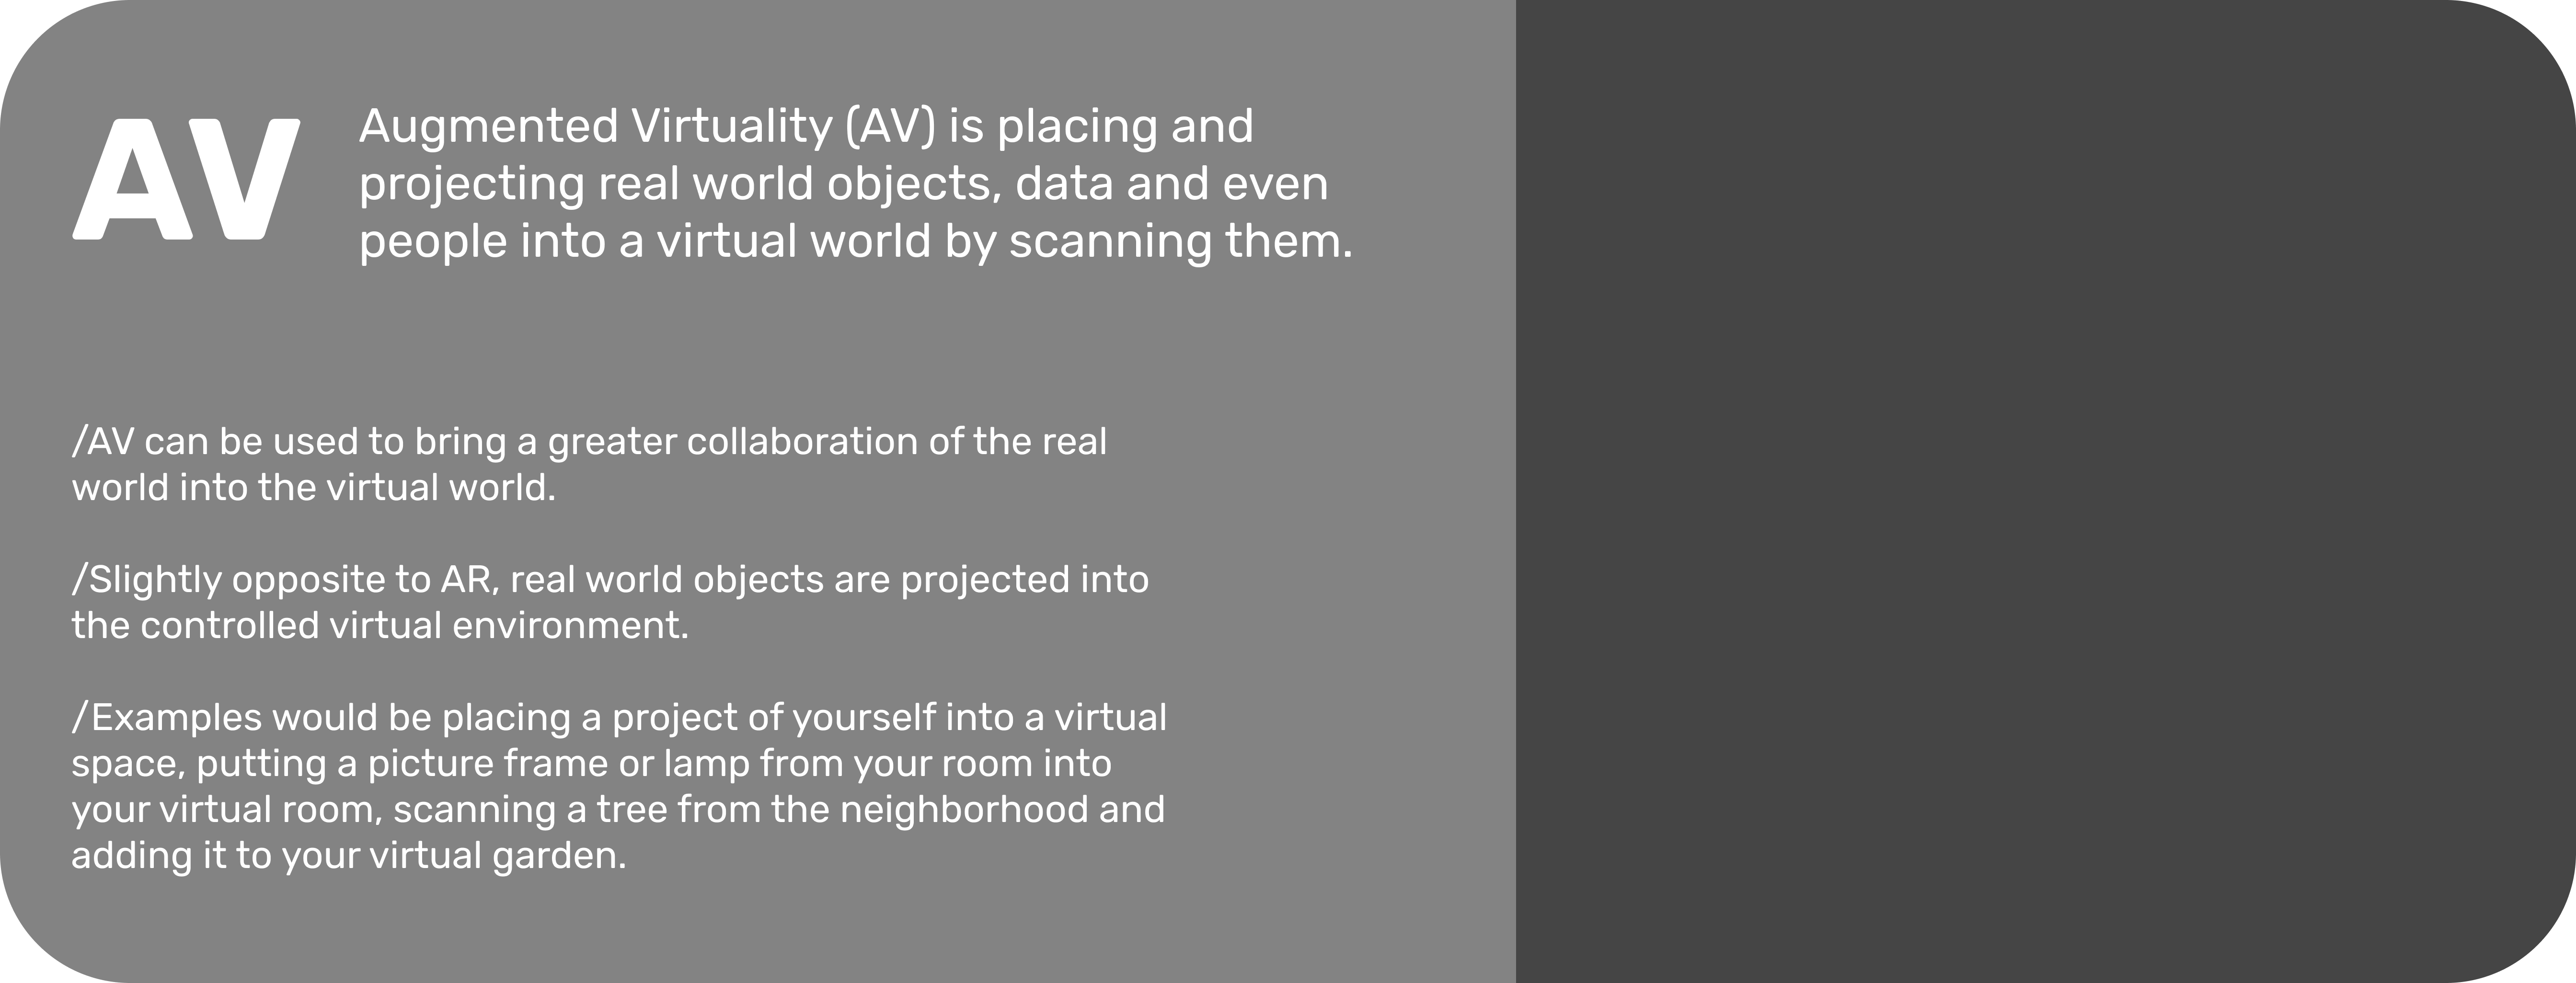 AV
Augmented Virtuality (AV) is placing and
projecting real world objects, data and even
people into a virtual world by scanning them.
/AV can be used to bring a greater collaboration of the real
world into the virtual world.
/Slightly opposite to AR, real world objects are projected into
the controlled virtual environment.
/Examples would be placing a project of yourself into a virtual
space, putting a picture frame or lamp from your room into
your virtual room, scanning a tree from the neighborhood and
adding it to your virtual garden.